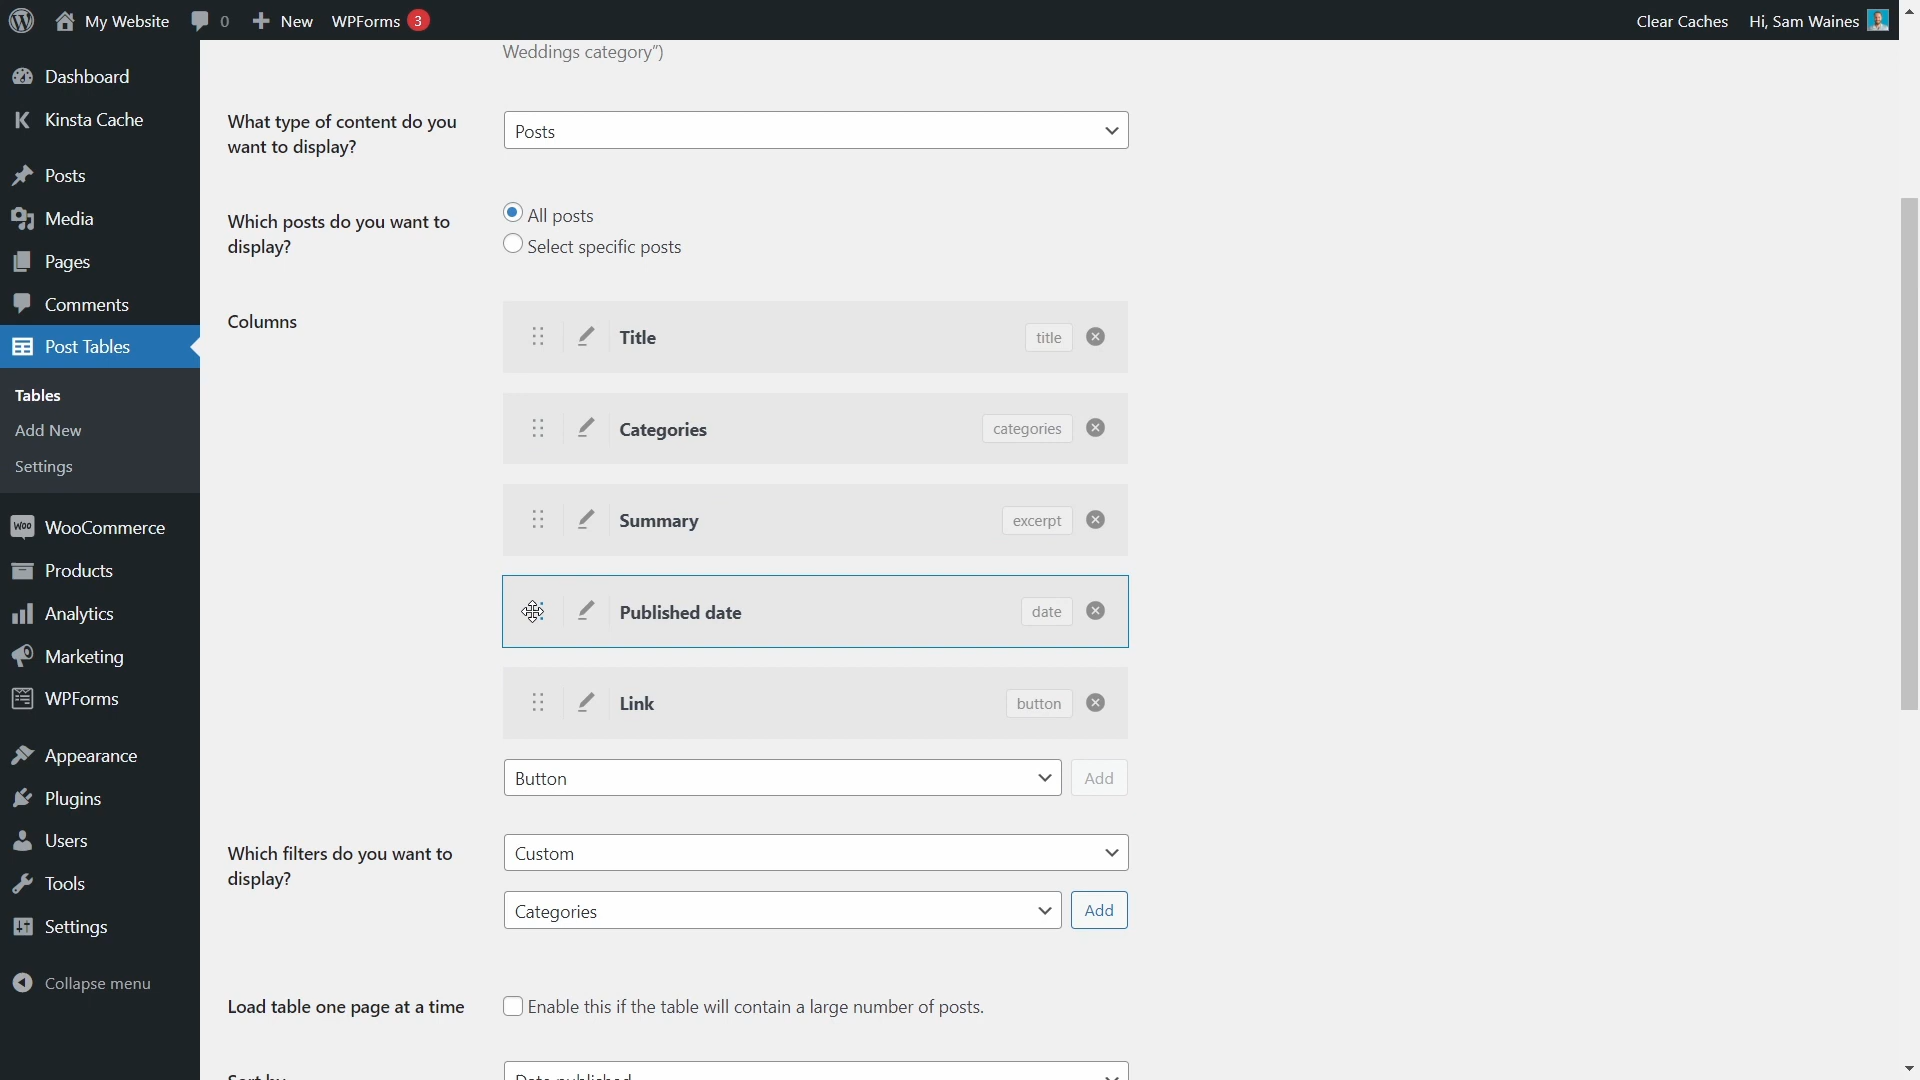 My Website
0
New
WPForms
3
Clear Caches
Hi, Sam Waines
Dashboard
Kinsta Cache
Posts
Media
Pages
Comments
Post Tables
Tables
Add New
Settings
WooCommerce
Products
Analytics
Marketing
WPForms
Appearance
Plugins
Users
Tools
Settings
Collapse menu
Weddings category”)
What type of content do you
want to display?
Posts
Which posts do you want to
display?
All posts
Select specific posts
Columns
Title
title
Categories
categories
Summary
excerpt
Published date
date
Link
button
Button
Add
Which filters do you want to
display?
Custom
Categories
Add
Load table one page at a time
Enable this if the table will contain a large number of posts.
Sort by
Date published